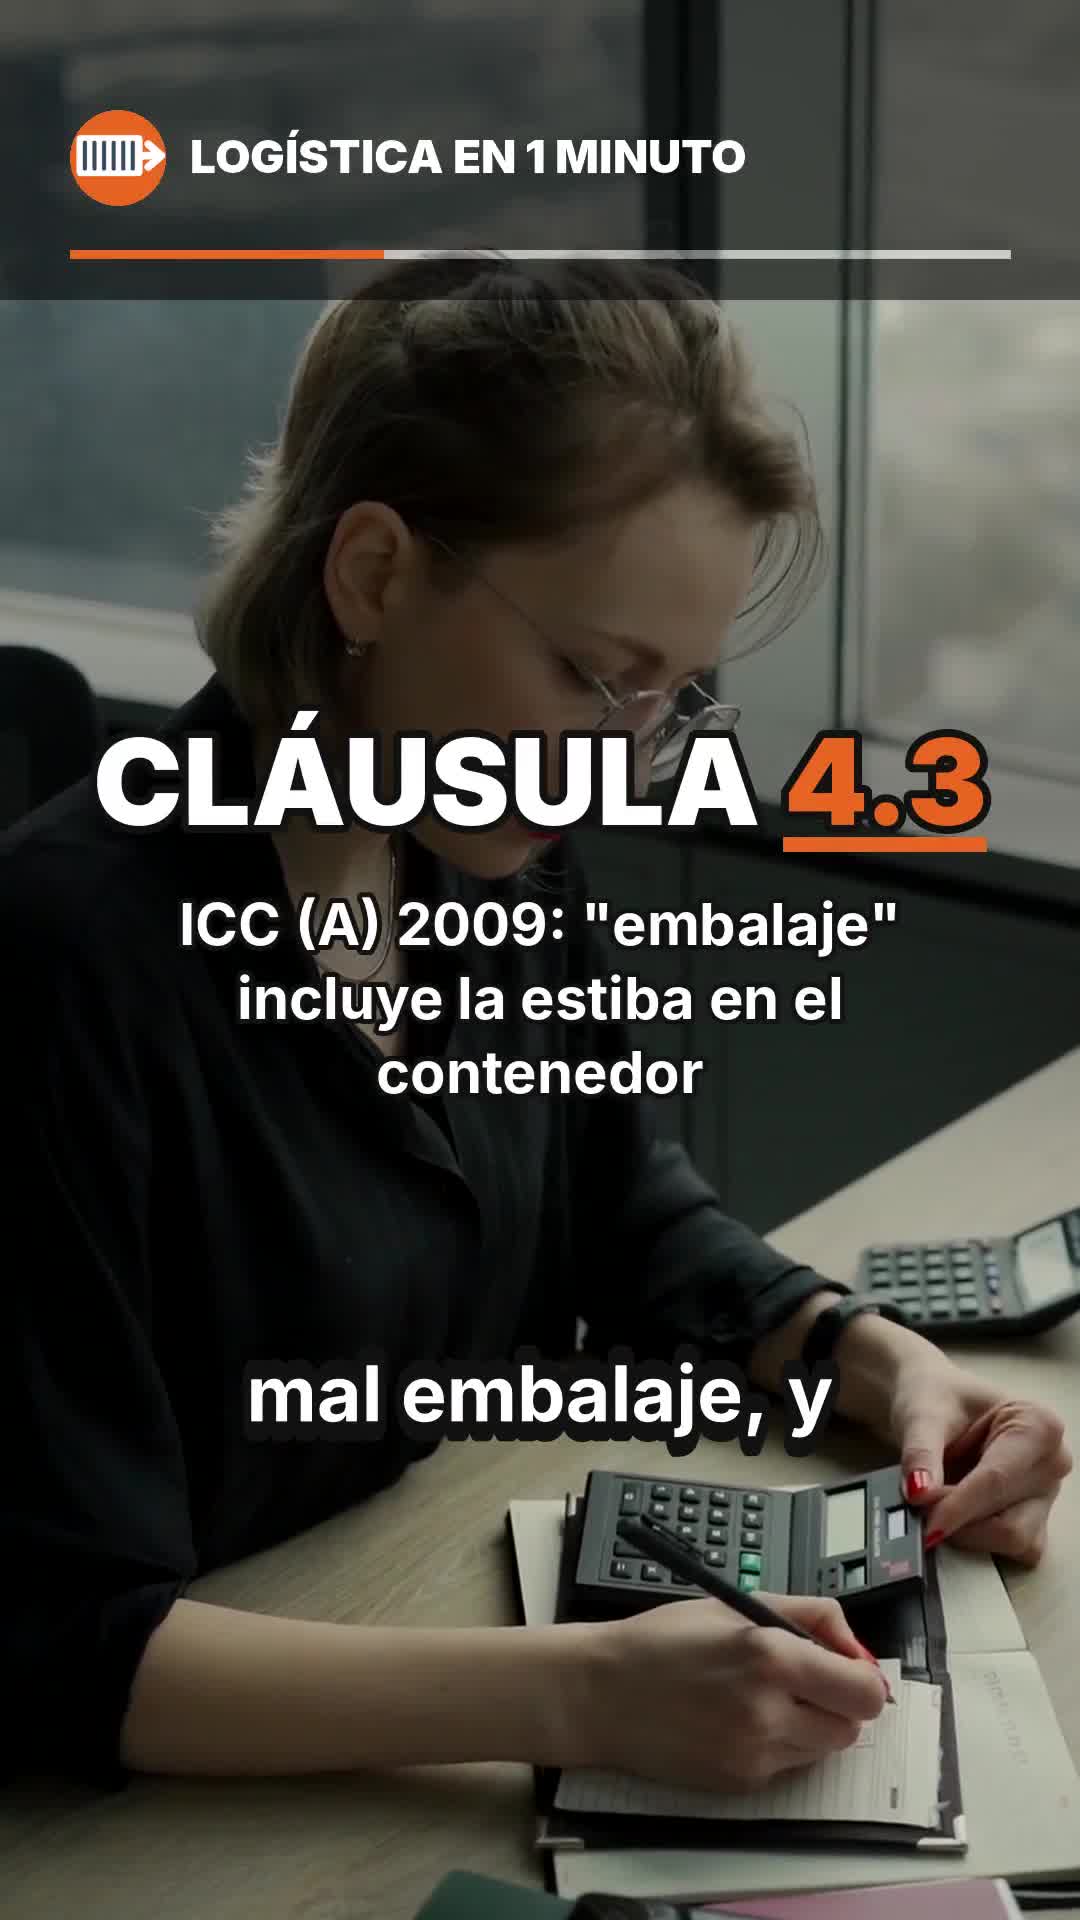 LOGÍSTICA EN 1 MINUTO
CLÁUSULA 4.3
ICC (A) 2009: "embalaje"
incluye la estiba en el
contenedor
mal embalaje, y